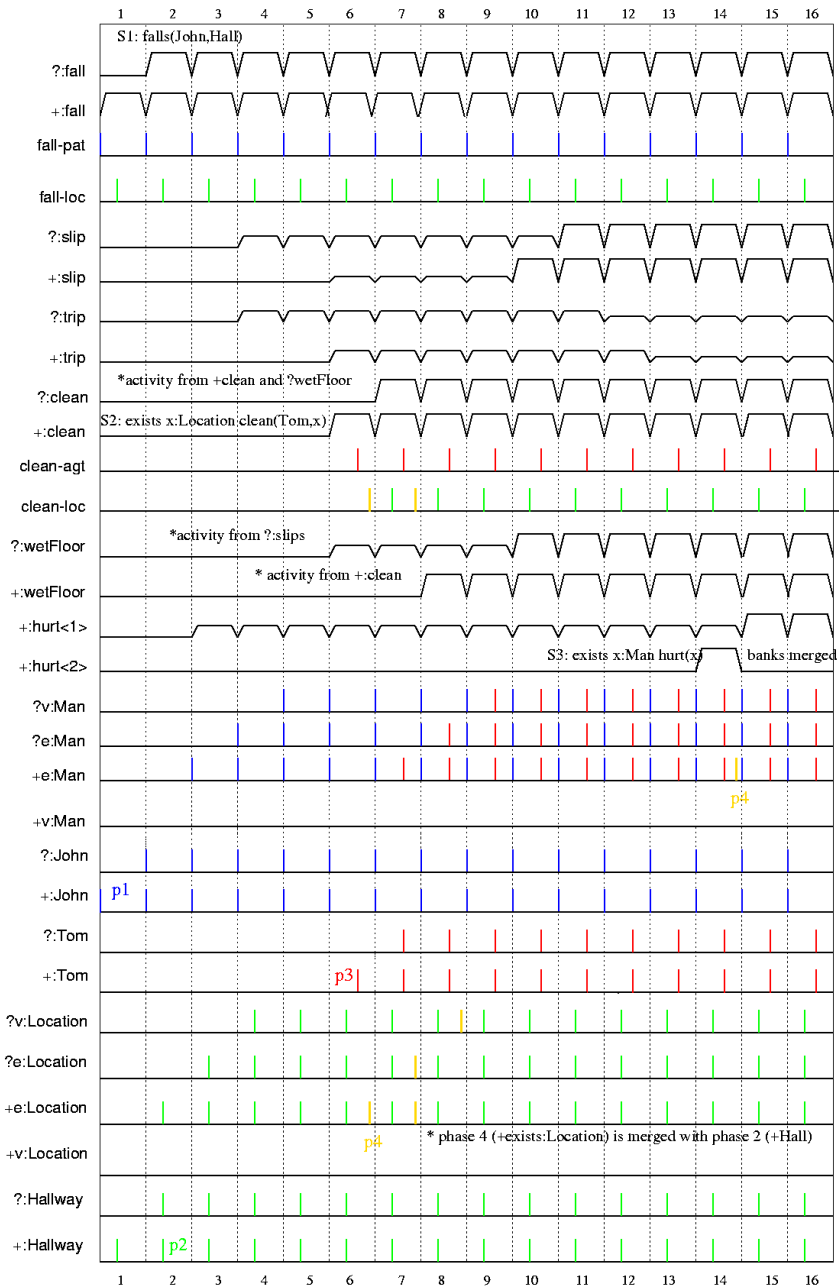 1 2 3 4 5 6 7 8 9 10 11 12 13 14 15 16
S1: falls(John,Hall)
?:fall
+:fall
fall-pat
fall-loc
?:slip
+:slip
?:trip
+:trip
*activity from +clean and ?wetFloor
?:clean
S2: exists x:Location clean(Tom,x)
+:clean
clean-agt
clean-loc
*activity from ?:slips
?:wetFloor
* activity from +:clean
+:wetFloor
+:hurt<1>
S3: exists x:Man hurt(x) banks merged
+:hurt<2>
?v:Man
?e:Man
+e:Man
p4
+v:Man
?:John
+:John p1
?:Tom
+:Tom p3
?v:Location
?e:Location
+e:Location
p4 * phase 4 (+exists:Location) is merged with phase 2 (+Hall)
+v:Location
?:Hallway
+:Hallway p2
1 2 3 4 5 6 7 8 9 10 11 12 13 14 15 16